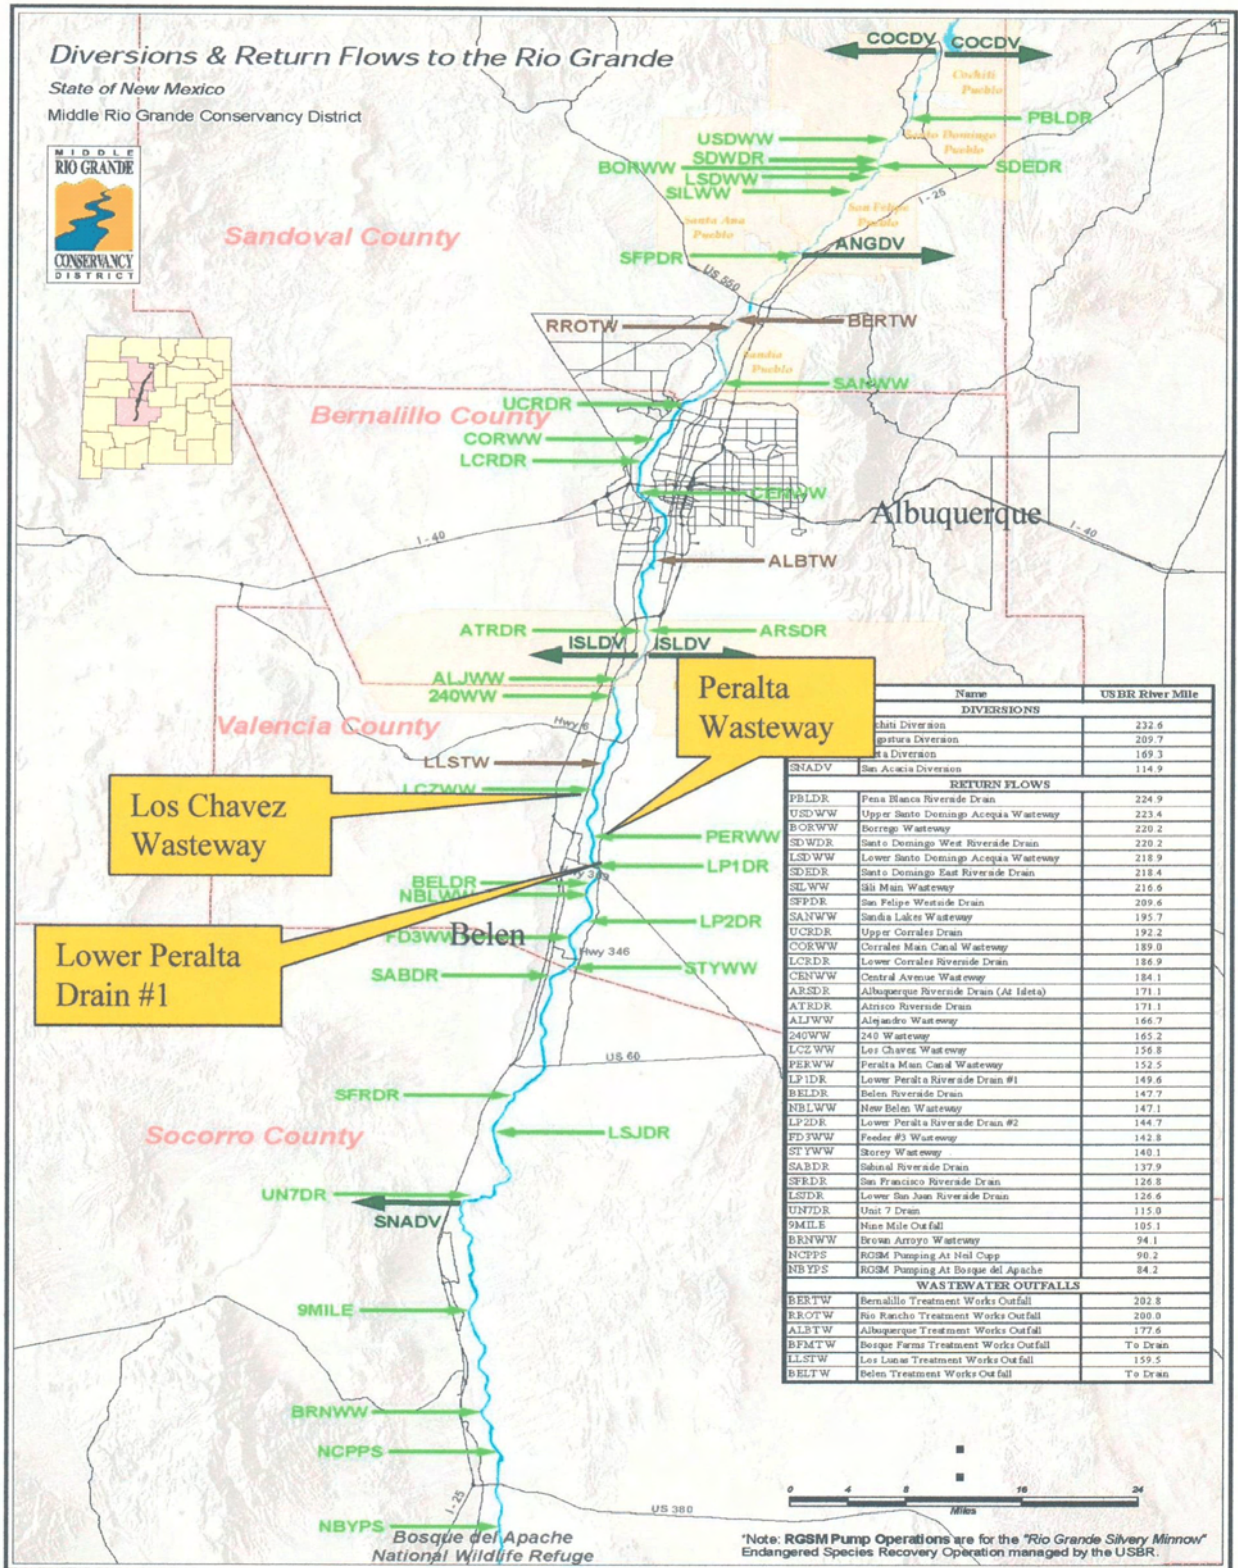 Diversions & Return Flows to the Rio Grande
State of New Mexico
Middle Rio Grande Conservancy District
MIDDLE
RIO GRANDE
CONSERVANCY
DISTRICT
COCDV COCDV
Cochiti
Pueblo
PBLDR
Santo Domingo
Pueblo
USDWW
SDWDR
BORWW
SDEDR
LSDWW
SILWW
I - 25
San Felipe
Pueblo
Santa Ana
Pueblo
Sandoval County
ANGDV
SFPDR
US 550
RROTW
BERTW
Sandia
Pueblo
SANWW
UCRDR
Bernalillo County
CORWW
LCRDR
CENWW
Albuquerque
I - 40
I - 40
ALBTW
ATRDR
ARSDR
ISLDV ISLDV
ALJWW
240WW
Peralta
Wasteway
Valencia County
Hwy 6
LLSTW
LCZWW
Los Chavez
Wasteway
PERWW
LP1DR
BELDR
NBLWW
LP2DR
Belen
FD3WW
Hwy 346
Lower Peralta
Drain #1
SABDR
STYWW
US 60
SFRDR
Socorro County
LSJDR
UN7DR
SNADV
9MILE
BRNWW
NCPPS
I - 25
US 380
NBYPS
Bosque del Apache
National Wildlife Refuge
Name USBR River Mile
DIVERSIONS
chiti Diversion 232.6
gostura Diversion 209.7
eta Diversion 169.3
SNADV San Acacia Diversion 114.9
RETURN FLOWS
PBLDR Pena Blanca Riverside Drain 224.9
USDWW Upper Santo Domingo Acequia Wasteway 223.4
BORWW Borrego Wasteway 220.2
SDWDR Santo Domingo West Riverside Drain 220.2
LSDWW Lower Santo Domingo Acequia Wasteway 218.9
SDEDR Santo Domingo East Riverside Drain 218.4
SILWW Sili Main Wasteway 216.6
SFPDR San Felipe Westside Drain 209.6
SANWW Sandia Lakes Wasteway 195.7
UCRDR Upper Corrales Drain 192.2
CORWW Corrales Main Canal Wasteway 189.0
LCRDR Lower Corrales Riverside Drain 186.9
CENWW Central Avenue Wasteway 184.1
ARSDR Albuquerque Riverside Drain (At Isleta) 171.1
ATRDR Atrisco Riverside Drain 171.1
ALJWW Alejandro Wasteway 166.7
240WW 240 Wasteway 165.2
LCZWW Los Chavez Wasteway 156.8
PERWW Peralta Main Canal Wasteway 152.5
LP1DR Lower Peralta Riverside Drain #1 149.6
BELDR Belen Riverside Drain 147.7
NBLWW New Belen Wasteway 147.1
LP2DR Lower Peralta Riverside Drain #2 144.7
FD3WW Feeder #3 Wasteway 142.8
STYWW Storey Wasteway 140.1
SABDR Sabinal Riverside Drain 137.9
SFRDR San Francisco Riverside Drain 126.8
LSJDR Lower San Juan Riverside Drain 126.6
UN7DR Unit 7 Drain 115.0
9MILE Nine Mile Outfall 105.1
BRNWW Brown Arroyo Wasteway 94.1
NCPPS RGSM Pumping At Neil Cupp 90.2
NBYPS RGSM Pumping At Bosque del Apache 84.2
WASTEWATER OUTFALLS
BERTW Bernalillo Treatment Works Outfall 202.8
RROTW Rio Rancho Treatment Works Outfall 200.0
ALBTW Albuquerque Treatment Works Outfall 177.6
BFMTW Bosque Farms Treatment Works Outfall To Drain
LLSTW Los Lunas Treatment Works Outfall 159.5
BELTW Belen Treatment Works Outfall To Drain
0 4 8 16 24
Miles
*Note: RGSM Pump Operations are for the "Rio Grande Silvery Minnow"
Endangered Species Recovery Operation managed by the USBR.